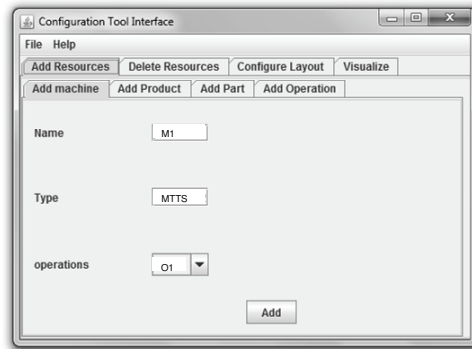 Configuration Tool Interface
File Help
Add Resources Delete Resources Configure Layout Visualize
Add machine Add Product Add Part Add Operation
Name M1
Type MTTS
operations O1
Add